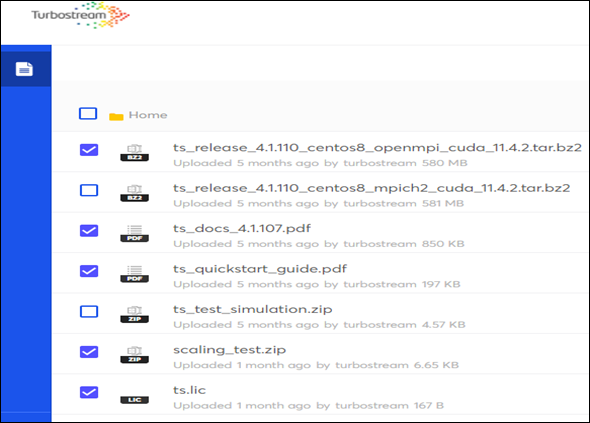 Turbostream
Home
ts_release_4.1.110_centos8_openmpi_cuda_11.4.2.tar.bz2
BZ2
Uploaded 5 months ago by turbostream 580 MB
ts_release_4.1.110_centos8_mpich2_cuda_11.4.2.tar.bz2
BZ2
Uploaded 5 months ago by turbostream 581 MB
ts_docs_4.1.107.pdf
PDF
Uploaded 5 months ago by turbostream 850 KB
ts_quickstart_guide.pdf
PDF
Uploaded 5 months ago by turbostream 197 KB
ts_test_simulation.zip
ZIP
Uploaded 5 months ago by turbostream 4.57 KB
scaling_test.zip
ZIP
Uploaded 1 month ago by turbostream 6.65 KB
ts.lic
LIC
Uploaded 1 month ago by turbostream 167 B